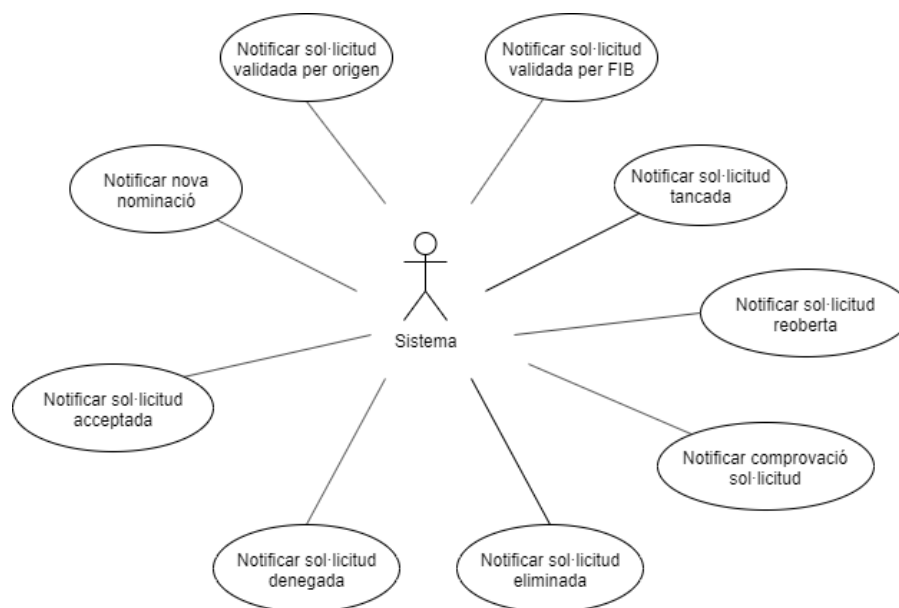 Notificar sol·licitud
validada per origen
Notificar sol·licitud
validada per FIB
Notificar nova
nominació
Notificar sol·licitud
tancada
Notificar sol·licitud
reoberta
Sistema
Notificar sol·licitud
acceptada
Notificar comprovació
sol·licitud
Notificar sol·licitud
denegada
Notificar sol·licitud
eliminada